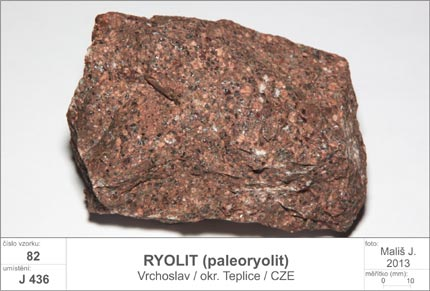 číslo vzorku:
82
umístění:
J 436
RYOLIT (paleoryolit)
Vrchoslav / okr. Teplice / CZE
foto:
Mališ J.
2013
měřítko (mm):
0 10